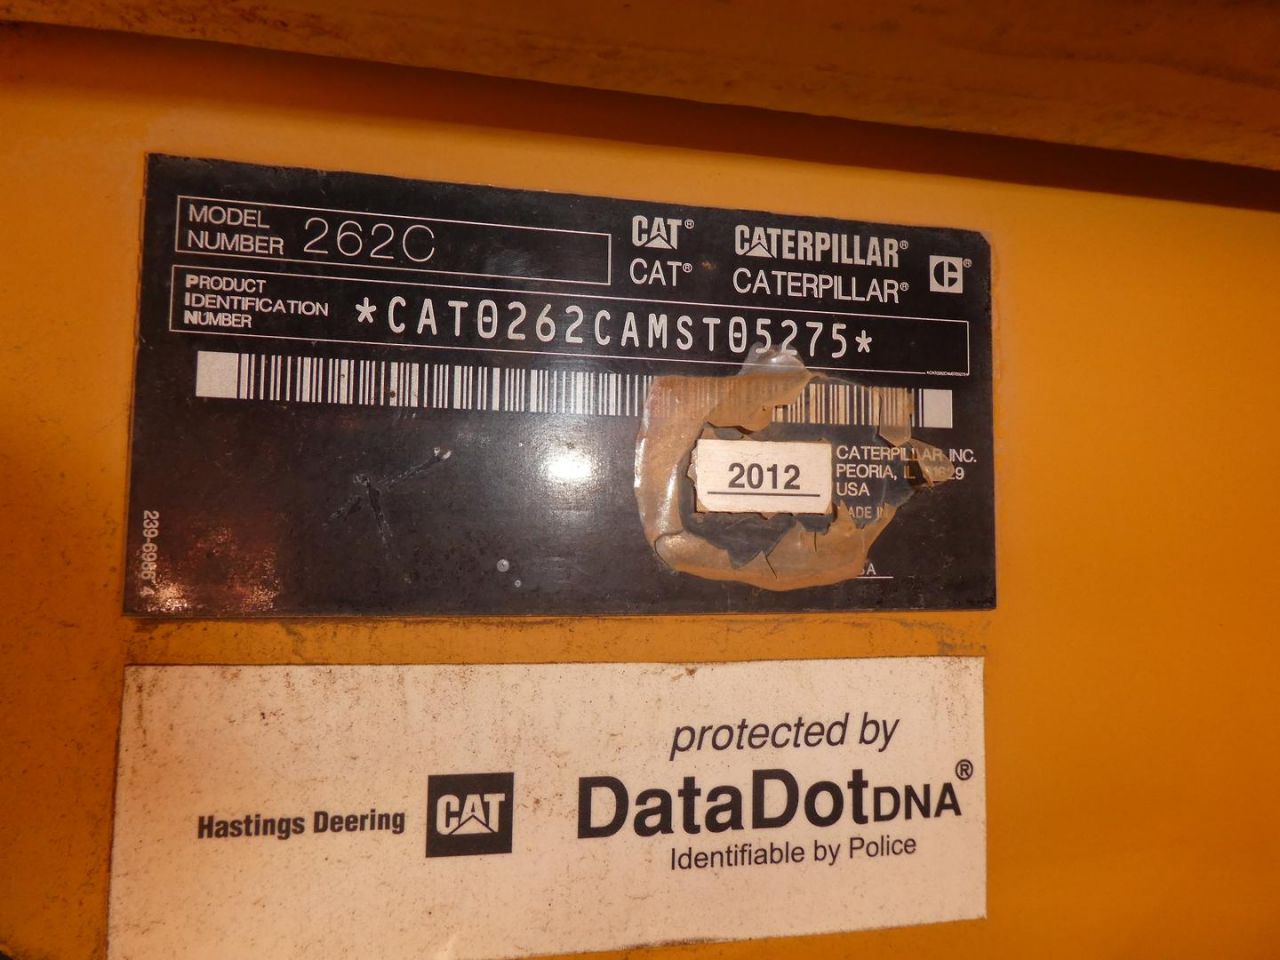 MODEL NUMBER 262C
CAT® CATERPILLAR®
CAT® CATERPILLAR®
PRODUCT IDENTIFICATION NUMBER *CAT0262CAMST05275*
2012
CATERPILLAR INC.
PEORIA, IL
USA
239-6986 4
protected by
Hastings Deering CAT
DataDotDNA®
Identifiable by Police